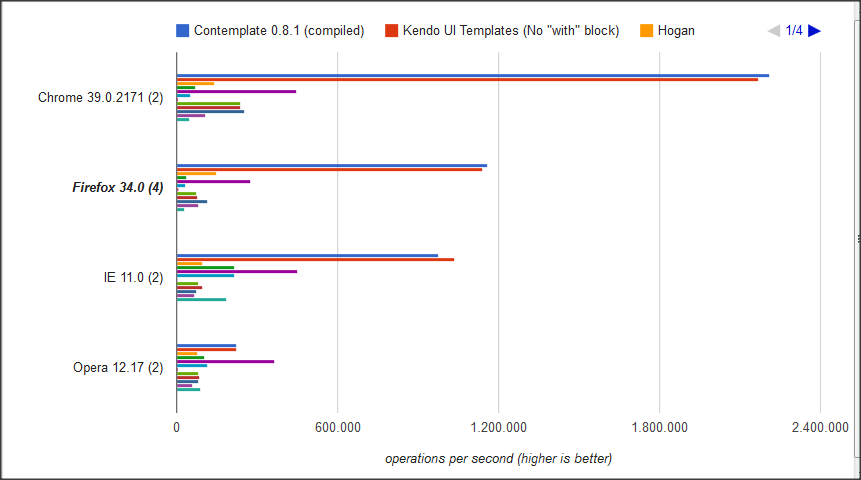 Contemplate 0.8.1 (compiled) Kendo UI Templates (No "with" block) Hogan 1/4
Chrome 39.0.2171 (2)
Firefox 34.0 (4)
IE 11.0 (2)
Opera 12.17 (2)
0 600.000 1.200.000 1.800.000 2.400.000
operations per second (higher is better)